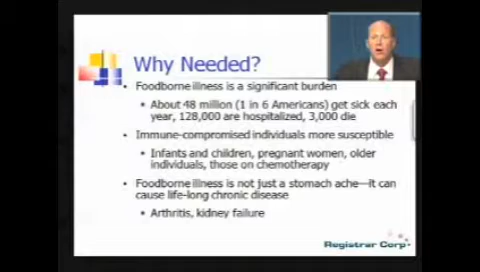 Why Needed?
Foodborne illness is a significant burden
About 48 million (1 in 6 Americans) get sick each
year, 128,000 are hospitalized, 3,000 die
Immune-compromised individuals more susceptible
Infants and children, pregnant women, older
individuals, those on chemotherapy
Foodborne illness is not just a stomach ache—it can
cause life-long chronic disease
Arthritis, kidney failure
Registrar Corp